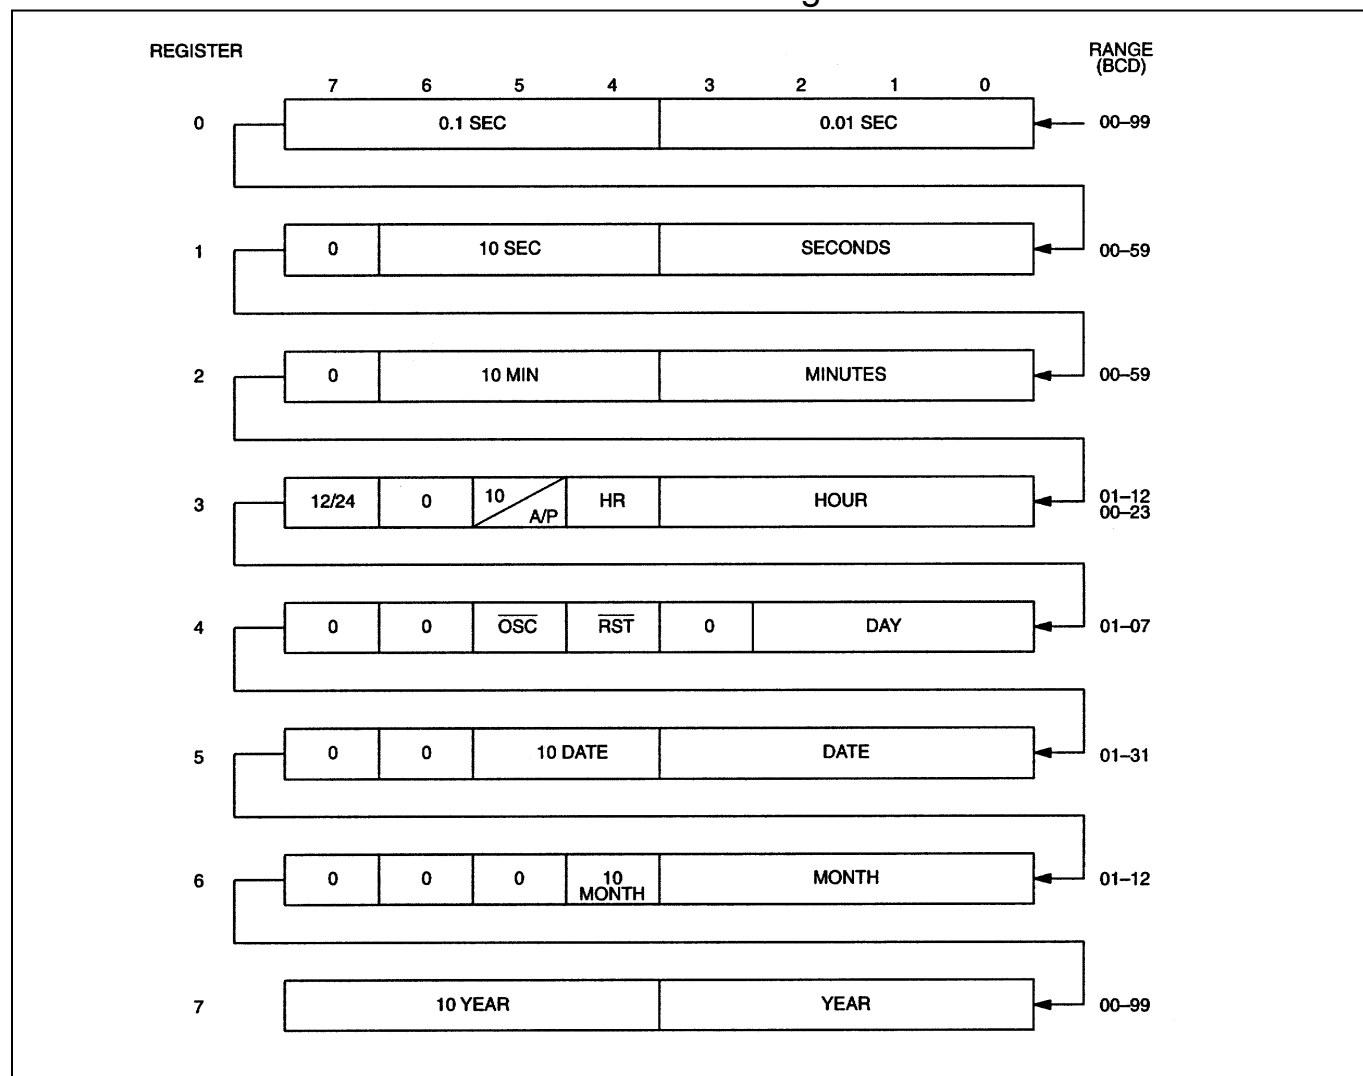 REGISTER
RANGE
(BCD)
7 6 5 4 3 2 1 0
0 0.1 SEC 0.01 SEC 00–99
1 0 10 SEC SECONDS 00–59
2 0 10 MIN MINUTES 00–59
3 12/24 0 10 A/P HR HOUR 01–12
00–23
4 0 0 OSC RST 0 DAY 01–07
5 0 0 10 DATE DATE 01–31
6 0 0 0 10 MONTH 01–12
MONTH
7 10 YEAR YEAR 00–99